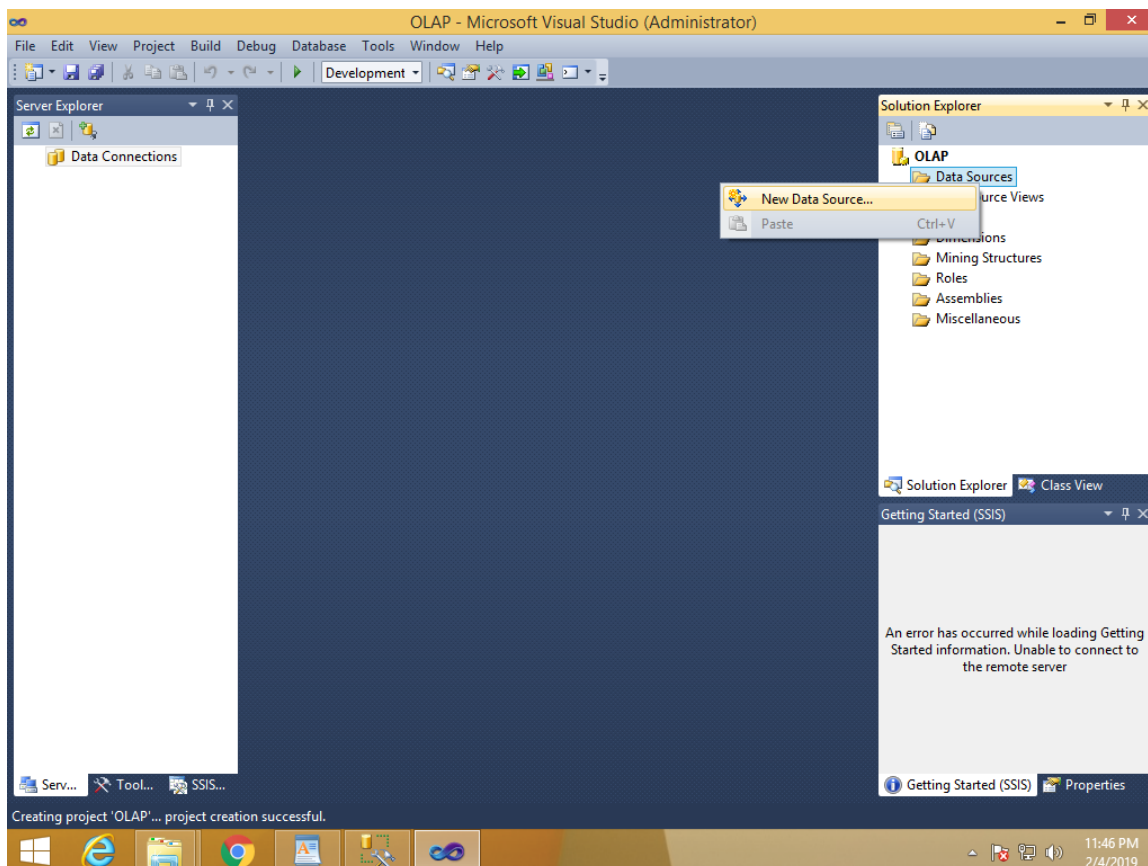 OLAP - Microsoft Visual Studio (Administrator)
File Edit View Project Build Debug Database Tools Window Help
Development
Server Explorer
Data Connections
Solution Explorer
OLAP
Data Sources
New Data Source...
Paste Ctrl+V
urce Views
Dimensions
Mining Structures
Roles
Assemblies
Miscellaneous
Solution Explorer Class View
Getting Started (SSIS)
An error has occurred while loading Getting
Started information. Unable to connect to
the remote server
Serv... Tool... SSIS...
Getting Started (SSIS) Properties
Creating project 'OLAP'... project creation successful.
11:46 PM
2/4/2019